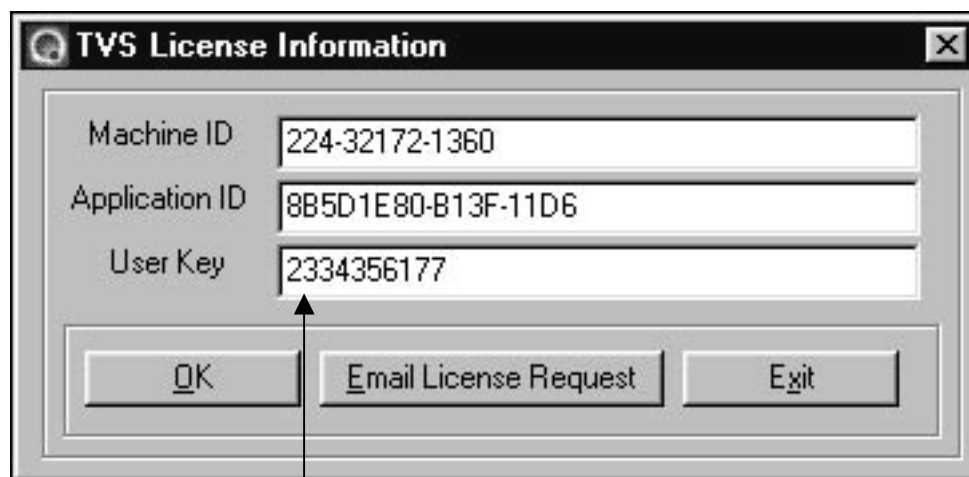 TVS License Information
Machine ID 224-32172-1360
Application ID 8B5D1E80-B13F-11D6
User Key 2334356177
OK Email License Request Exit